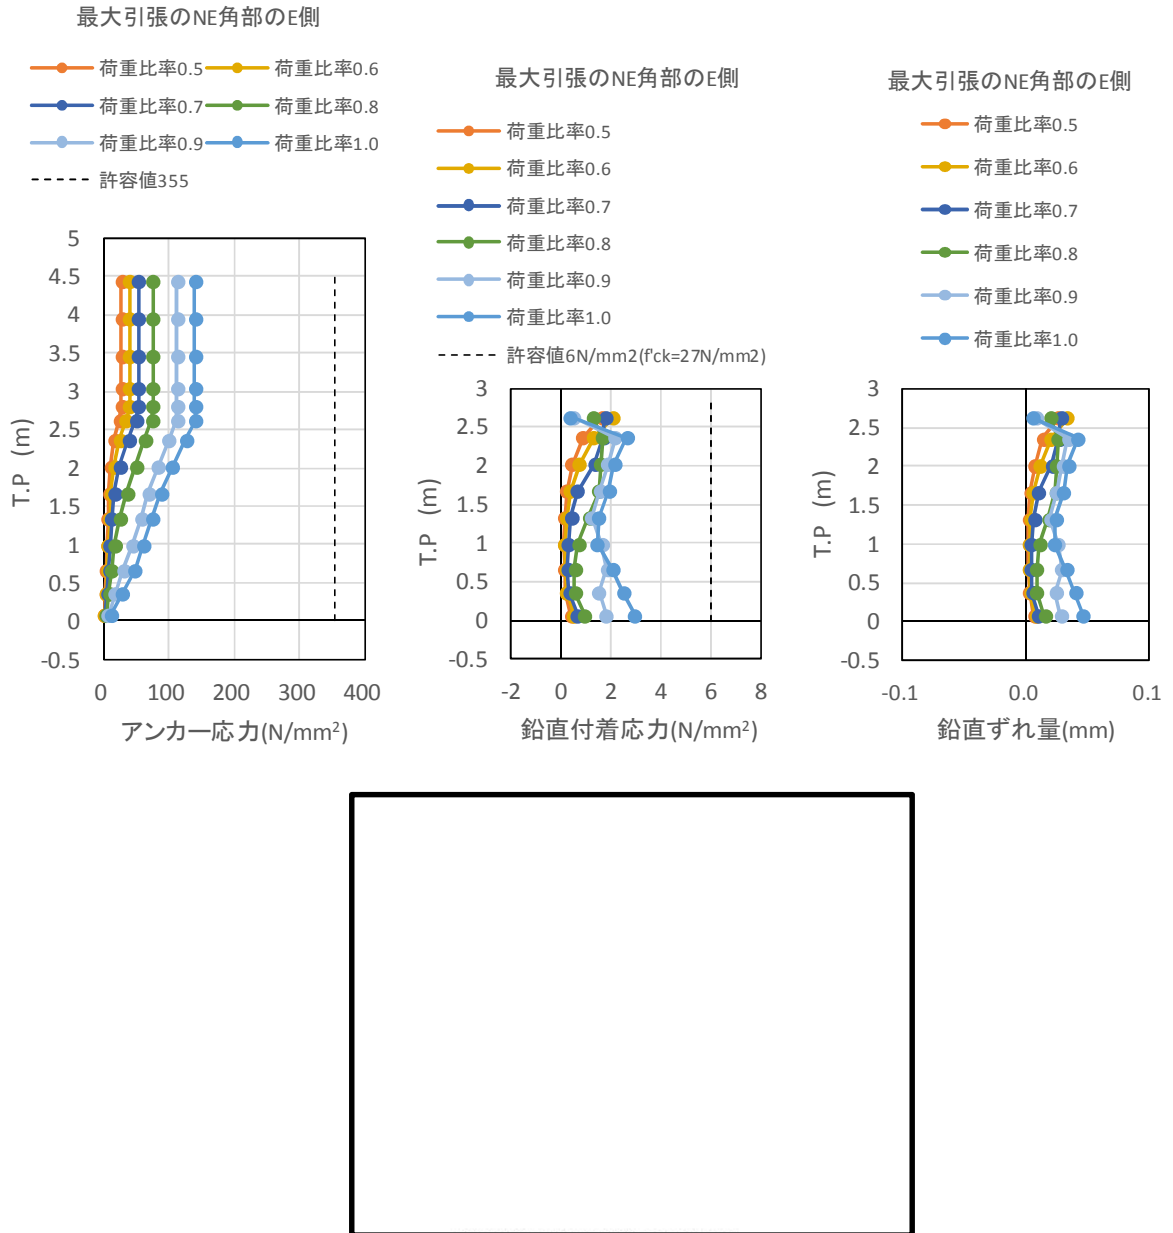 最大引張のNE角部のE側
荷重比率0.5 荷重比率0.6
荷重比率0.7 荷重比率0.8
荷重比率0.9 荷重比率1.0
許容値355
5
4.5
4
3.5
3
2.5
2
1.5
1
0.5
0
-0.5
T.P (m)
0 100 200 300 400
アンカー応力(N/mm²)
最大引張のNE角部のE側
荷重比率0.5
荷重比率0.6
荷重比率0.7
荷重比率0.8
荷重比率0.9
荷重比率1.0
許容値6N/mm2(f'ck=27N/mm2)
3
2.5
2
1.5
1
0.5
0
-0.5
T.P (m)
-2 0 2 4 6 8
鉛直付着応力(N/mm²)
最大引張のNE角部のE側
荷重比率0.5
荷重比率0.6
荷重比率0.7
荷重比率0.8
荷重比率0.9
荷重比率1.0
3
2.5
2
1.5
1
0.5
0
-0.5
T.P (m)
-0.1 0.0 0.1
鉛直ずれ量(mm)